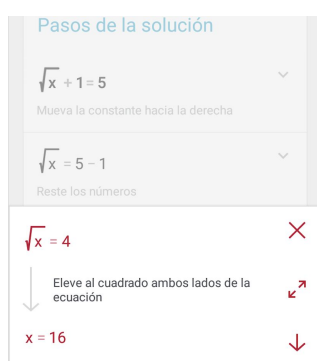 Pasos de la solución
√x + 1 = 5
Mueva la constante hacia la derecha
√x = 5 − 1
Reste los números
√x = 4
Eleve al cuadrado ambos lados de la
ecuación
x = 16